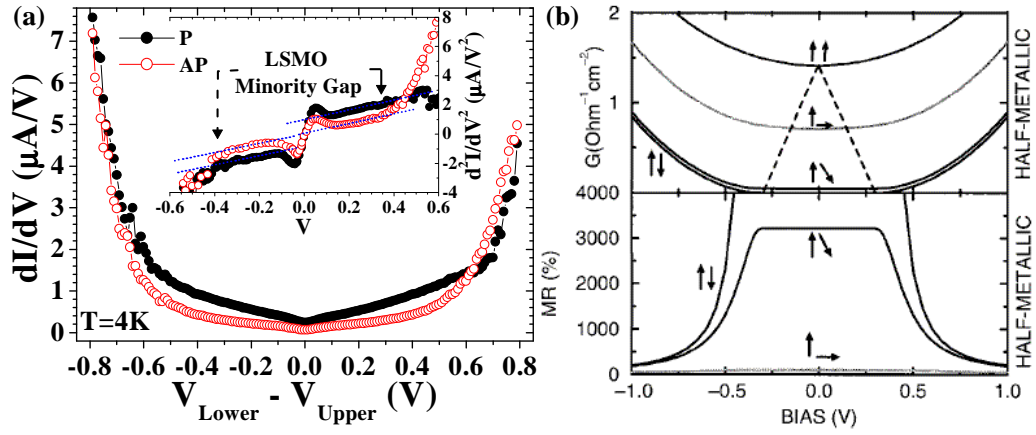 (a)
P
AP
LSMO
Minority Gap
8
6
4
2
0
-2
-4
d²I/dV² (µA/V²)
-0.6 -0.4 -0.2 0.0 0.2 0.4 0.6
V
7
6
5
4
3
2
1
0
dI/dV (µA/V)
T=4K
-0.8 -0.6 -0.4 -0.2 0.0 0.2 0.4 0.6 0.8
V Lower - V Upper (V)
(b)
2
1
G(Ohm⁻¹cm⁻²)
HALF-METALLIC
4000
3000
2000
1000
0
MR (%)
HALF-METALLIC
−1.0 −0.5 0.0 0.5 1.0
BIAS (V)